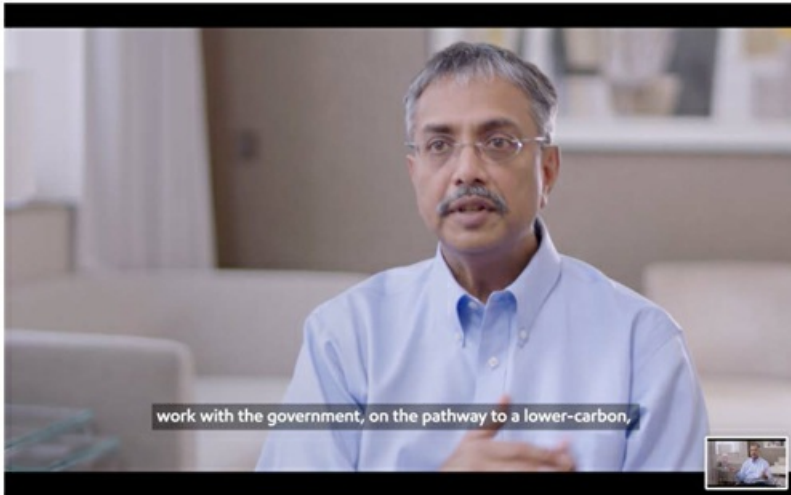 work with the government, on the pathway to a lower-carbon,